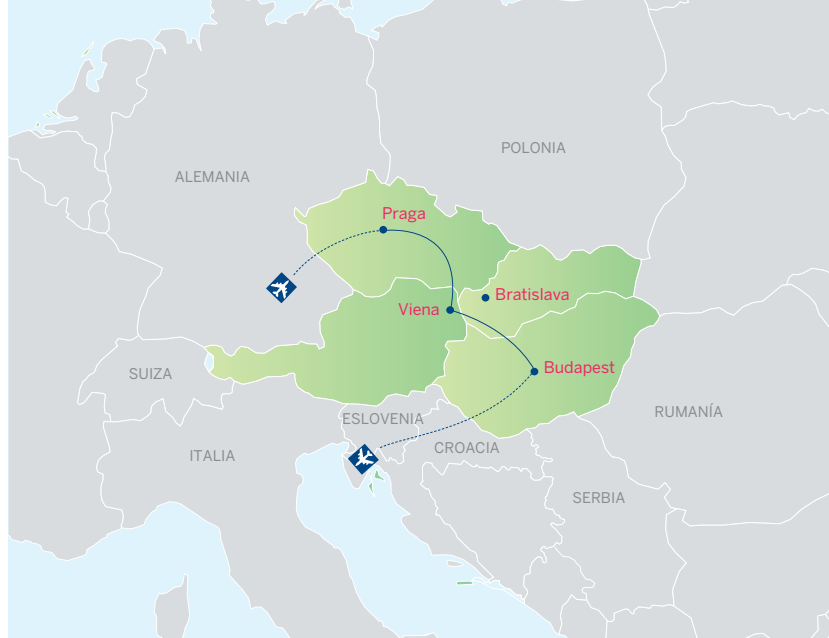 POLONIA
ALEMANIA
Praga
Bratislava
Viena
Budapest
SUIZA
RUMANÍA
ESLOVENIA
CROACIA
ITALIA
SERBIA